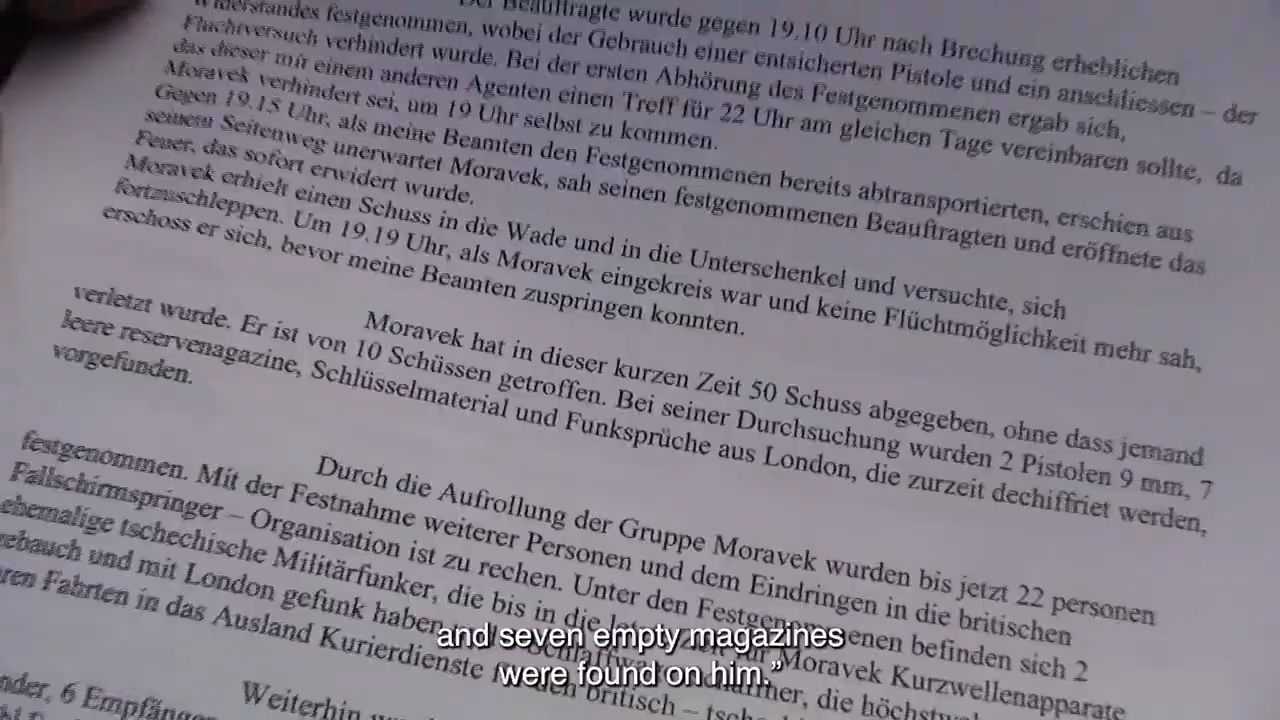 Beauftragte wurde gegen 19.10 Uhr nach Brechung erheblichen
Widerstandes festgenommen, wobei der Gebrauch einer entsicherten Pistole und ein anschliessen – der
Fluchtversuch verhindert wurde. Bei der ersten Abhörung des Festgenommenen ergab sich,
das dieser mit einem anderen Agenten einen Treff für 22 Uhr am gleichen Tage vereinbaren sollte, da
Moravek verhindert sei, um 19 Uhr selbst zu kommen.
Gegen 19.15 Uhr, als meine Beamten den Festgenommenen bereits abtransportierten, erschien aus
seinem Seitenweg unerwartet Moravek, sah seinen festgenommenen Beauftragten und eröffnete das
Feuer, das sofort erwidert wurde.
Moravek erhielt einen Schuss in die Wade und in die Unterschenkel und versuchte, sich
fortzuschleppen. Um 19.19 Uhr, als Moravek eingekreis war und keine Flüchtmöglichkeit mehr sah,
erschoss er sich, bevor meine Beamten zuspringen konnten.
Moravek hat in dieser kurzen Zeit 50 Schuss abgegeben, ohne dass jemand
verletzt wurde. Er ist von 10 Schüssen getroffen. Bei seiner Durchsuchung wurden 2 Pistolen 9 mm, 7
leere reservenagazine, Schlüsselmaterial und Funksprüche aus London, die zurzeit dechiffriet werden,
vorgefunden.
Durch die Aufrollung der Gruppe Moravek wurden bis jetzt 22 personen
festgenommen. Mit der Festnahme weiterer Personen und dem Eindringen in die britischen
Fallschirmspringer – Organisation ist zu rechen. Unter den Festgenommenen befinden sich 2
ehemalige tschechische Militärfunker, die bis in die Moravek Kurzwellenapparate
und mit London gefunk haben die
Fahrten in das Ausland Kurierdienste britisch –
Weiterhin
6 Empfänger
and seven empty magazines
were found on him.”